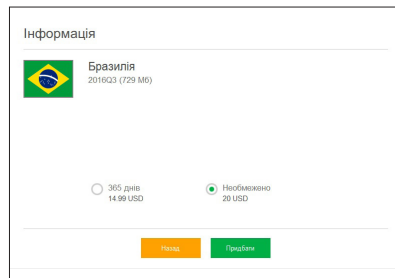 Інформація
Бразилія
2016Q3 (729 Мб)
365 днів
14.99 USD
Необмежено
20 USD
Назад
Придбати